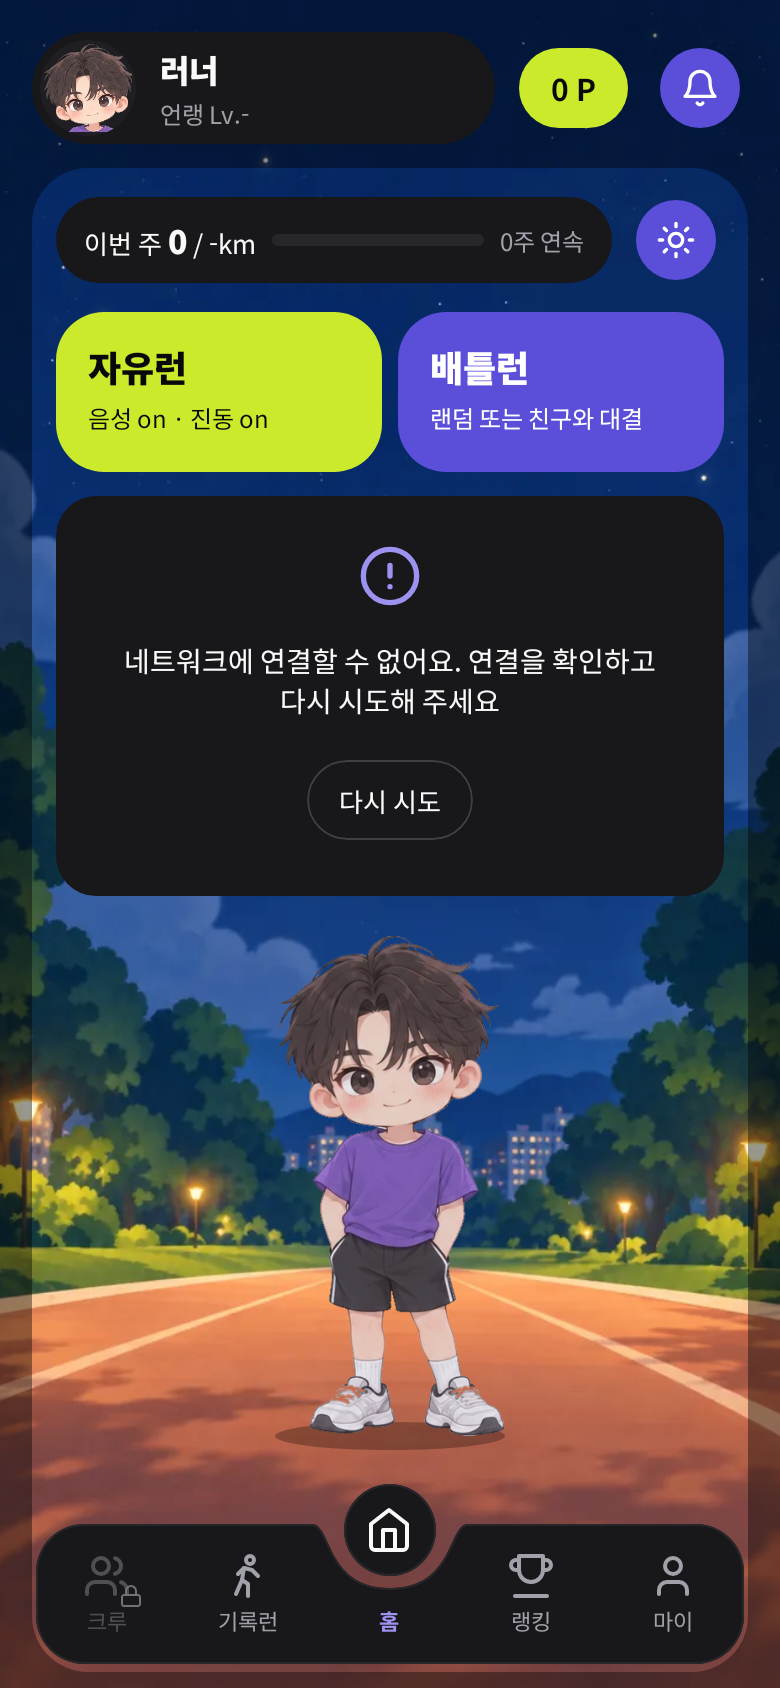 러너
언랭 Lv.-
0 P
이번 주 0 / -km
0주 연속
자유런
음성 on · 진동 on
배틀런
랜덤 또는 친구와 대결
네트워크에 연결할 수 없어요. 연결을 확인하고
다시 시도해 주세요
다시 시도
크루
기록런
홈
랭킹
마이